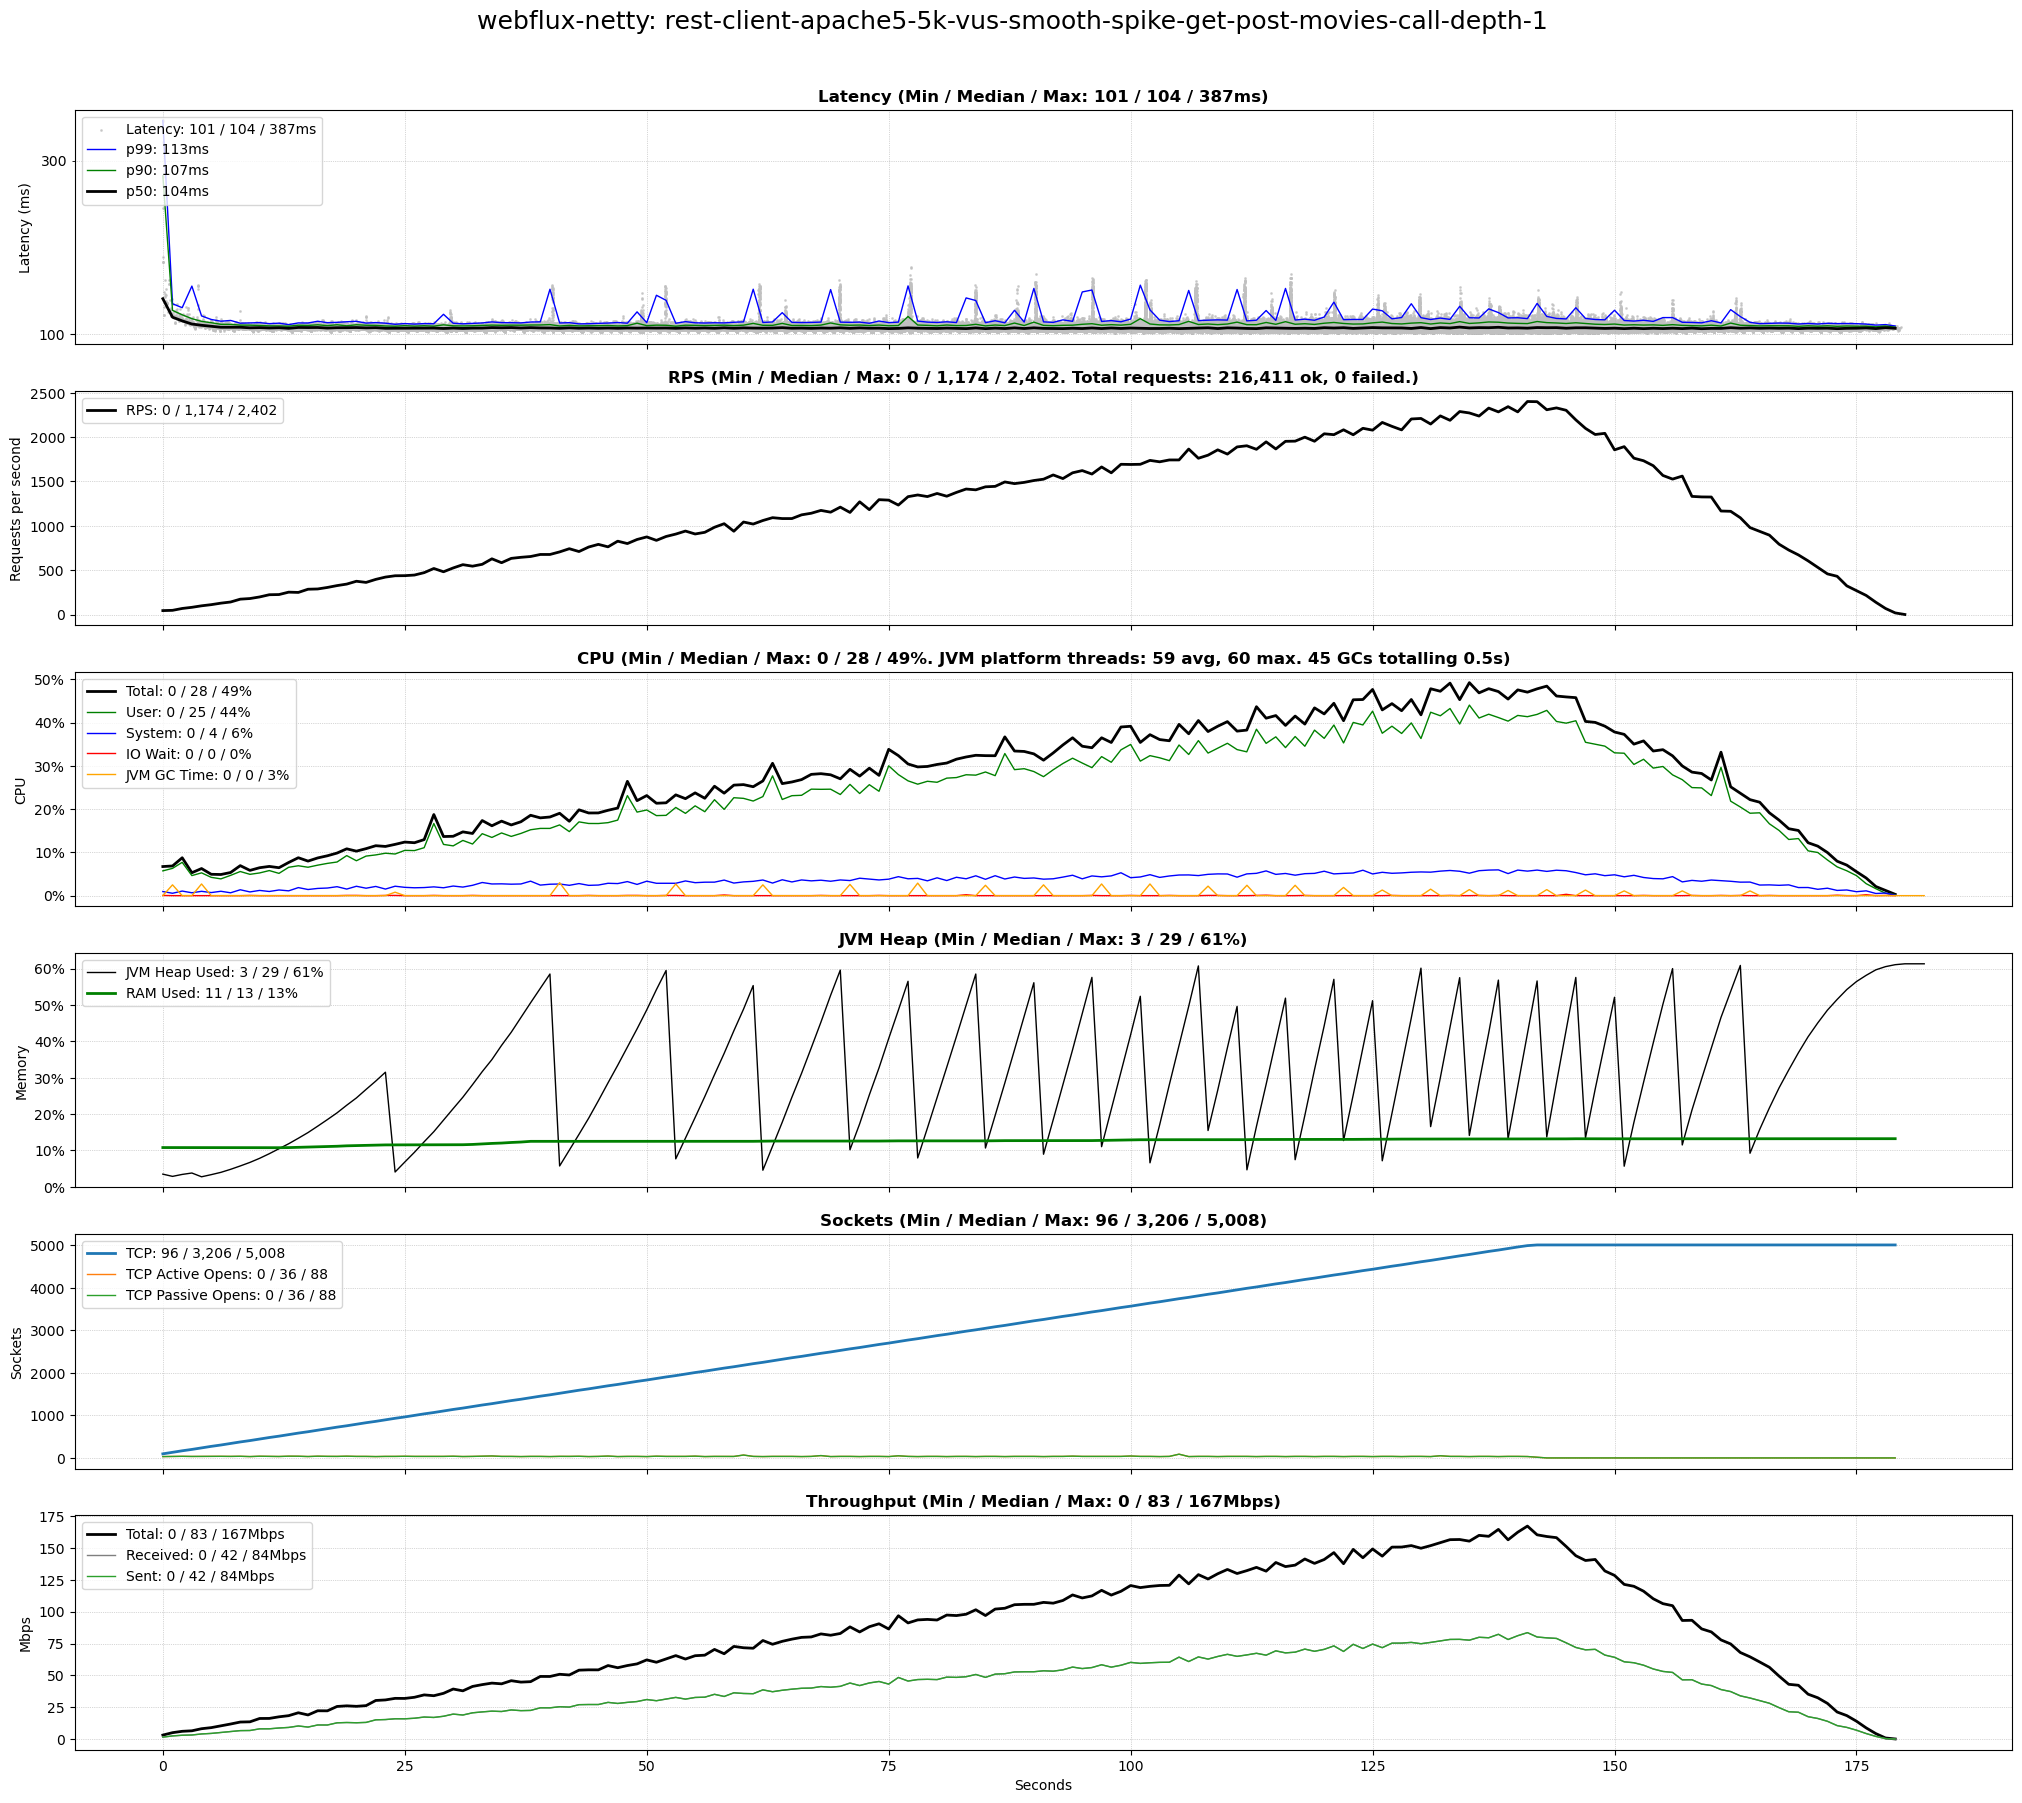 webflux-netty: rest-client-apache5-5k-vus-smooth-spike-get-post-movies-call-depth-1
Latency (Min / Median / Max: 101 / 104 / 387ms)
Latency: 101 / 104 / 387ms
p99: 113ms
p90: 107ms
p50: 104ms
300
100
Latency (ms)
RPS (Min / Median / Max: 0 / 1,174 / 2,402. Total requests: 216,411 ok, 0 failed.)
RPS: 0 / 1,174 / 2,402
2500
2000
1500
1000
500
0
Requests per second
CPU (Min / Median / Max: 0 / 28 / 49%. JVM platform threads: 59 avg, 60 max. 45 GCs totalling 0.5s)
Total: 0 / 28 / 49%
User: 0 / 25 / 44%
System: 0 / 4 / 6%
IO Wait: 0 / 0 / 0%
JVM GC Time: 0 / 0 / 3%
50%
40%
30%
20%
10%
0%
CPU
JVM Heap (Min / Median / Max: 3 / 29 / 61%)
JVM Heap Used: 3 / 29 / 61%
RAM Used: 11 / 13 / 13%
60%
50%
40%
30%
20%
10%
0%
Memory
Sockets (Min / Median / Max: 96 / 3,206 / 5,008)
TCP: 96 / 3,206 / 5,008
TCP Active Opens: 0 / 36 / 88
TCP Passive Opens: 0 / 36 / 88
5000
4000
3000
2000
1000
0
Sockets
Throughput (Min / Median / Max: 0 / 83 / 167Mbps)
Total: 0 / 83 / 167Mbps
Received: 0 / 42 / 84Mbps
Sent: 0 / 42 / 84Mbps
175
150
125
100
75
50
25
0
Mbps
0 25 50 75 100 125 150 175
Seconds